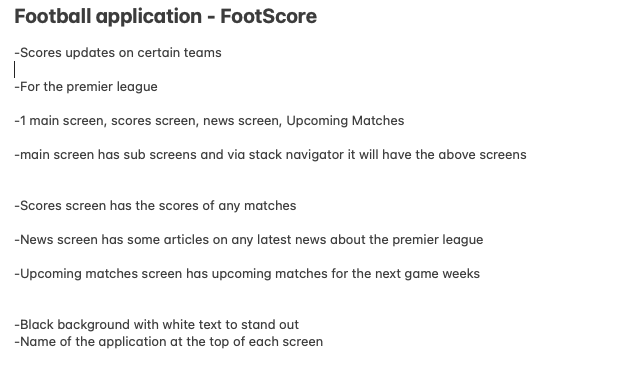 Football application - FootScore
-Scores updates on certain teams
-For the premier league
-1 main screen, scores screen, news screen, Upcoming Matches
-main screen has sub screens and via stack navigator it will have the above screens
-Scores screen has the scores of any matches
-News screen has some articles on any latest news about the premier league
-Upcoming matches screen has upcoming matches for the next game weeks
-Black background with white text to stand out
-Name of the application at the top of each screen